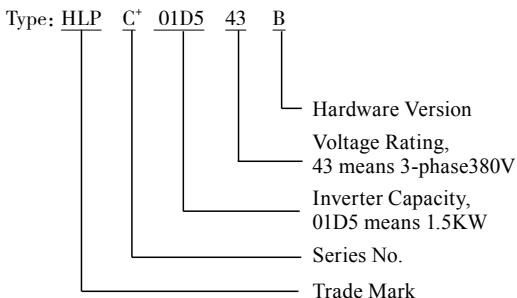 Type: HLP C⁺ 01D5 43 B
Hardware Version
Voltage Rating,
43 means 3-phase380V
Inverter Capacity,
01D5 means 1.5KW
Series No.
Trade Mark